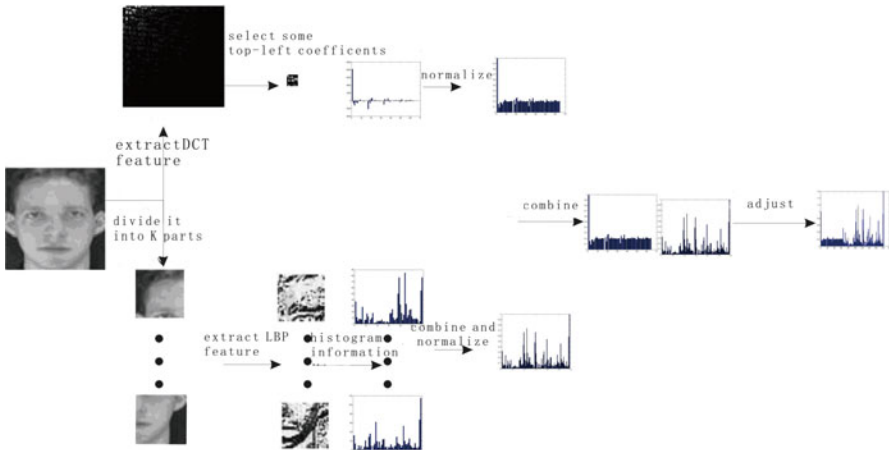 select some
top-left coefficents
normalize
extractDCT
feature
divide it
into K parts
combine
adjust
extract LBP
feature
histogram
information
combine and
normalize